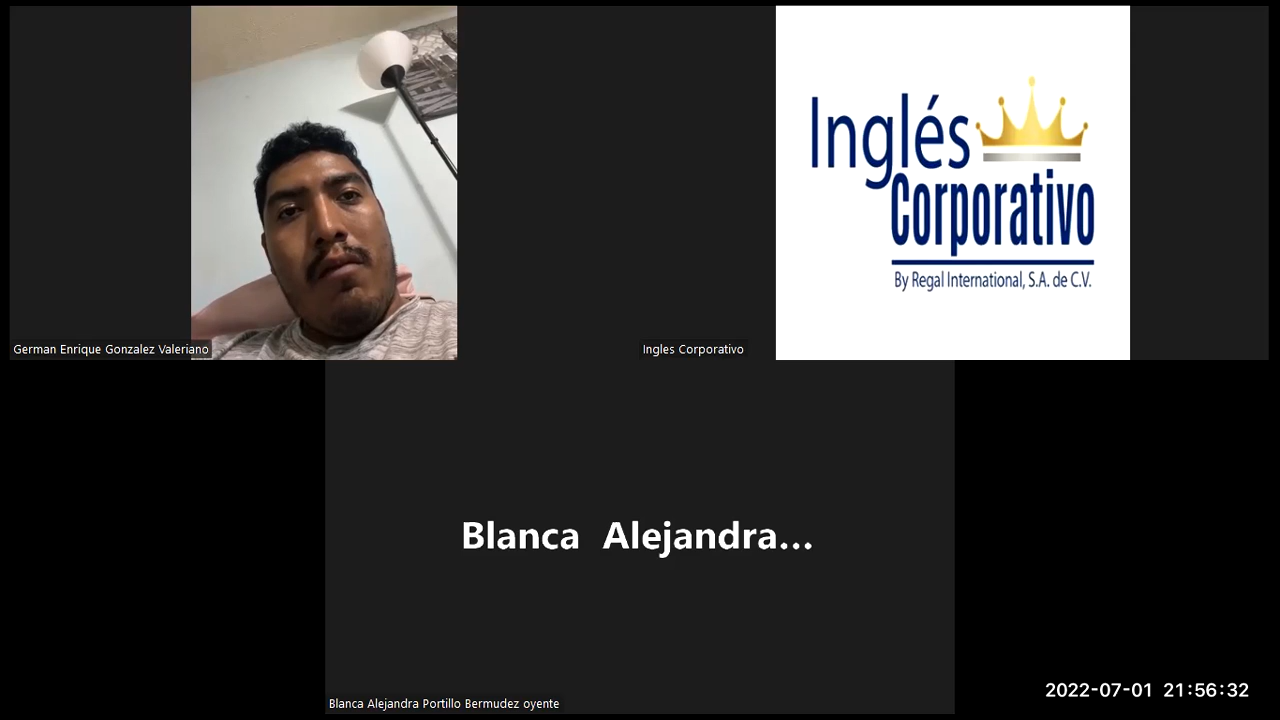 German Enrique Gonzalez Valeriano
Inglés
Corporativo
By Regal International, S.A. de C.V.
Ingles Corporativo
Blanca Alejandra...
Blanca Alejandra Portillo Bermudez oyente
2022-07-01 21:56:32